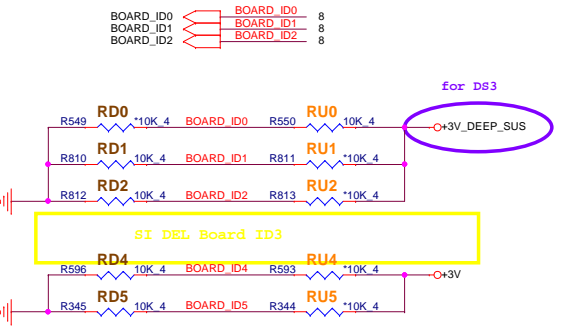 BOARD_ID0 BOARD_ID0 8
BOARD_ID1 BOARD_ID1 8
BOARD_ID2 BOARD_ID2 8
for DS3
RD0 RU0
R549 *10K_4 BOARD_ID0 R550 10K_4 +3V_DEEP_SUS
RD1 RU1
R810 10K_4 BOARD_ID1 R811 *10K_4
RD2 RU2
R812 10K_4 BOARD_ID2 R813 *10K_4
SI DEL Board ID3
RD4 RU4
R596 10K_4 BOARD_ID4 R593 *10K_4 +3V
RD5 RU5
R345 10K_4 BOARD_ID5 R344 *10K_4